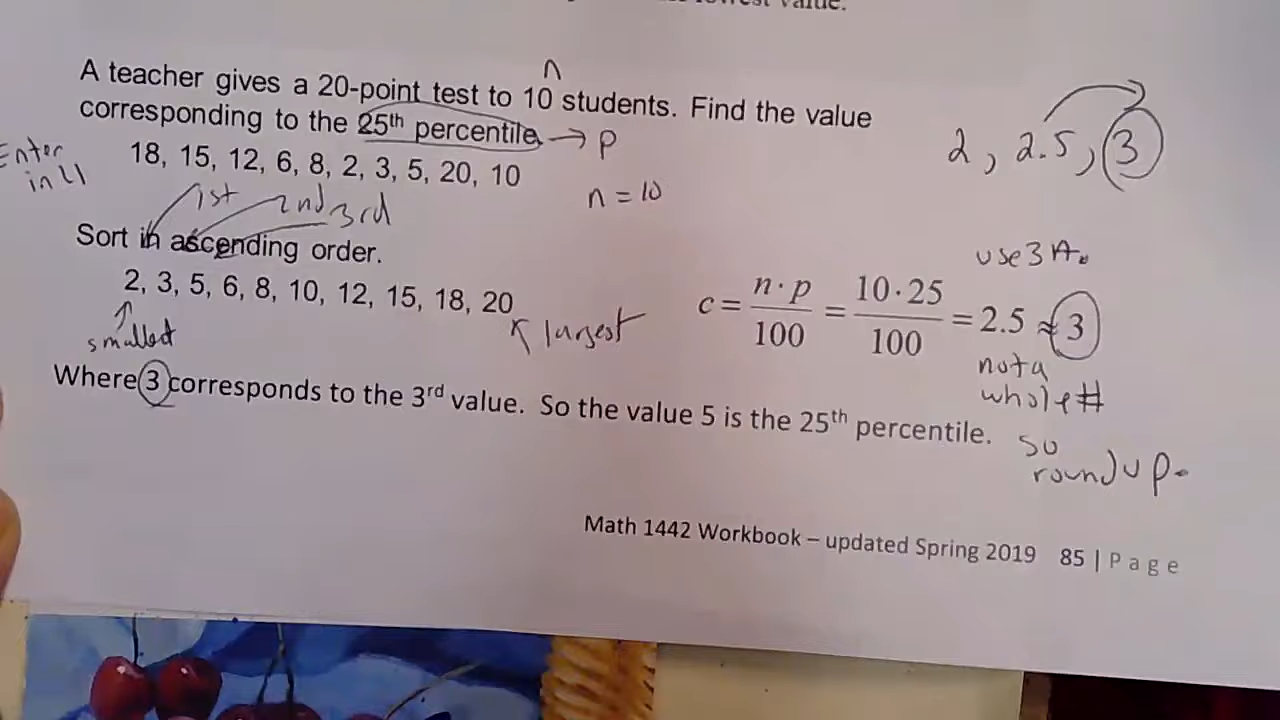 lowest value.
n
A teacher gives a 20-point test to 10 students. Find the value
corresponding to the 25th percentile. → p
2, 2.5, 3
Enter
in L1
18, 15, 12, 6, 8, 2, 3, 5, 20, 10
n = 10
1st 2nd 3rd
Sort in ascending order.
2, 3, 5, 6, 8, 10, 12, 15, 18, 20
smallest
largest
use 3
c = n · p / 100 = 10 · 25 / 100 = 2.5 ≈ 3
not a
whole #
so
round up.
Where 3 corresponds to the 3rd value. So the value 5 is the 25th percentile.
Math 1442 Workbook – updated Spring 2019 85 | P a g e